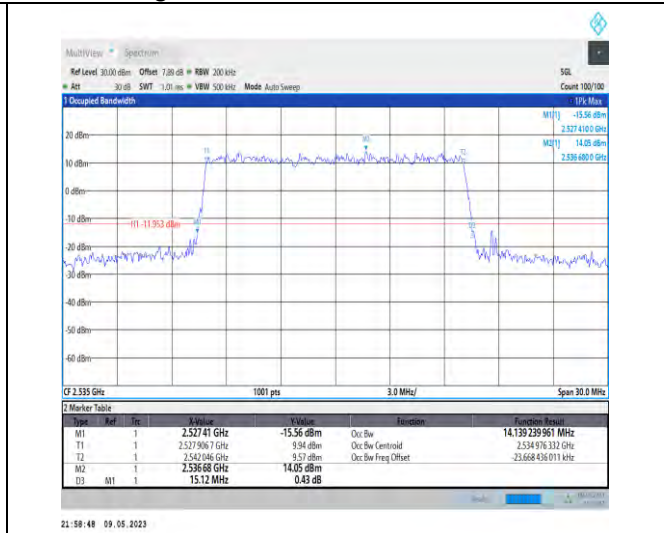 MultiView Spectrum
Ref Level 30.00 dBm Offset 7.89 dB RBW 200 kHz SGL
Att 30 dB SWT 1.01 ms VBW 500 kHz Mode Auto Sweep Count 100/100
1 Occupied Bandwidth 1Pk Max
M1[1] -15.56 dBm
2.5274100 GHz
20 dBm M2[1] 14.05 dBm
2.5366800 GHz
T1 M2 T2
10 dBm
0 dBm
-10 dBm
H1 -11.953 dBm M1
D3
-20 dBm
-30 dBm
-40 dBm
-50 dBm
-60 dBm
CF 2.535 GHz 1001 pts 3.0 MHz/ Span 30.0 MHz
2 Marker Table
Type Ref Trc X-Value Y-Value Function Function Result
M1 1 2.52741 GHz -15.56 dBm Occ Bw 14.139 239 961 MHz
T1 1 2.527 906 7 GHz 9.94 dBm Occ Bw Centroid 2.534 976 332 GHz
T2 1 2.542 046 GHz 9.57 dBm Occ Bw Freq Offset -23.668 436 011 kHz
M2 1 2.536 68 GHz 14.05 dBm
D3 M1 1 15.12 MHz 0.43 dB
21:58:48 09.05.2023